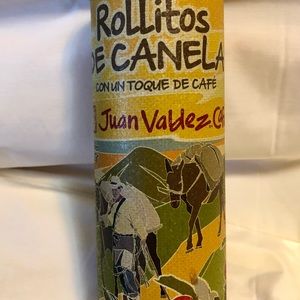 Rollitos
DE CANELA
CON UN TOQUE DE CAFÉ
Juan Valdez